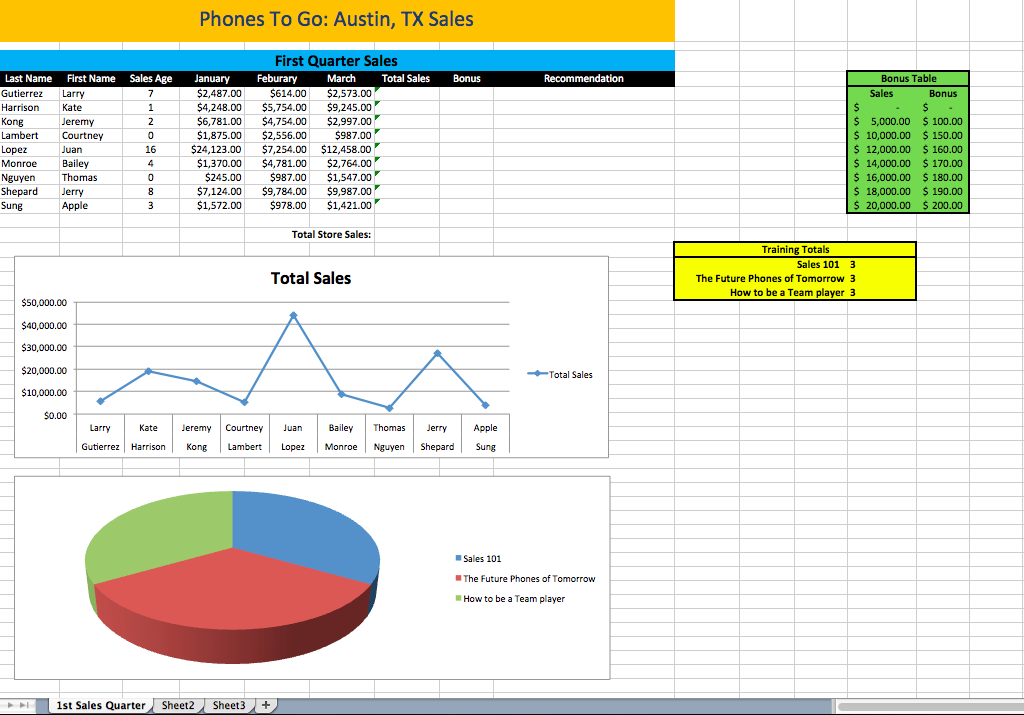 Phones To Go: Austin, TX Sales
First Quarter Sales
Last Name First Name Sales Age January Feburary March Total Sales Bonus Recommendation
Gutierrez Larry 7 $2,487.00 $614.00 $2,573.00
Harrison Kate 1 $4,248.00 $5,754.00 $9,245.00
Kong Jeremy 2 $6,781.00 $4,754.00 $2,997.00
Lambert Courtney 0 $1,875.00 $2,556.00 $987.00
Lopez Juan 16 $24,123.00 $7,254.00 $12,458.00
Monroe Bailey 4 $1,370.00 $4,781.00 $2,764.00
Nguyen Thomas 0 $245.00 $987.00 $1,547.00
Shepard Jerry 8 $7,124.00 $9,784.00 $9,987.00
Sung Apple 3 $1,572.00 $978.00 $1,421.00
Total Store Sales:
Bonus Table
Sales Bonus
$ - $ -
$ 5,000.00 $ 100.00
$ 10,000.00 $ 150.00
$ 12,000.00 $ 160.00
$ 14,000.00 $ 170.00
$ 16,000.00 $ 180.00
$ 18,000.00 $ 190.00
$ 20,000.00 $ 200.00
Training Totals
Sales 101 3
The Future Phones of Tomorrow 3
How to be a Team player 3
Total Sales
$50,000.00
$40,000.00
$30,000.00
$20,000.00
$10,000.00
$0.00
Larry Kate Jeremy Courtney Juan Bailey Thomas Jerry Apple
Gutierrez Harrison Kong Lambert Lopez Monroe Nguyen Shepard Sung
Total Sales
Sales 101
The Future Phones of Tomorrow
How to be a Team player
1st Sales Quarter Sheet2 Sheet3 +